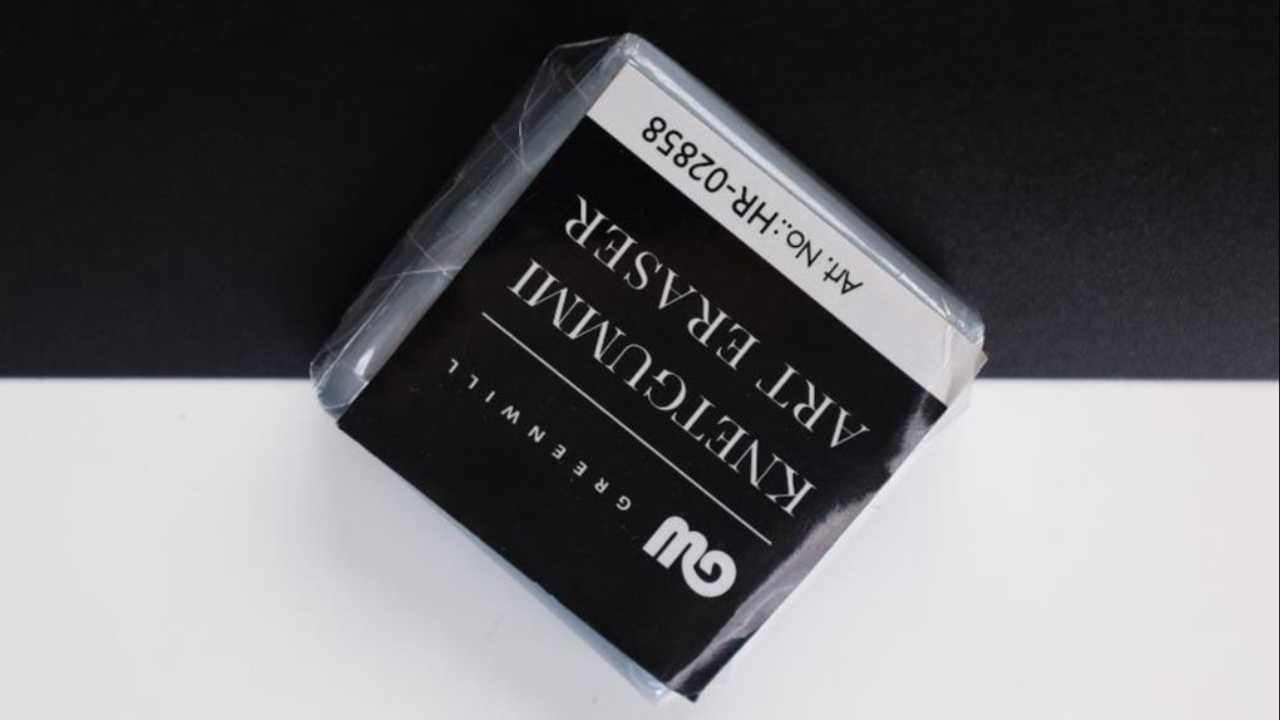 GW
GREENWILL
KNETGUMMI
ART ERASER
Art. No.:HR-02858